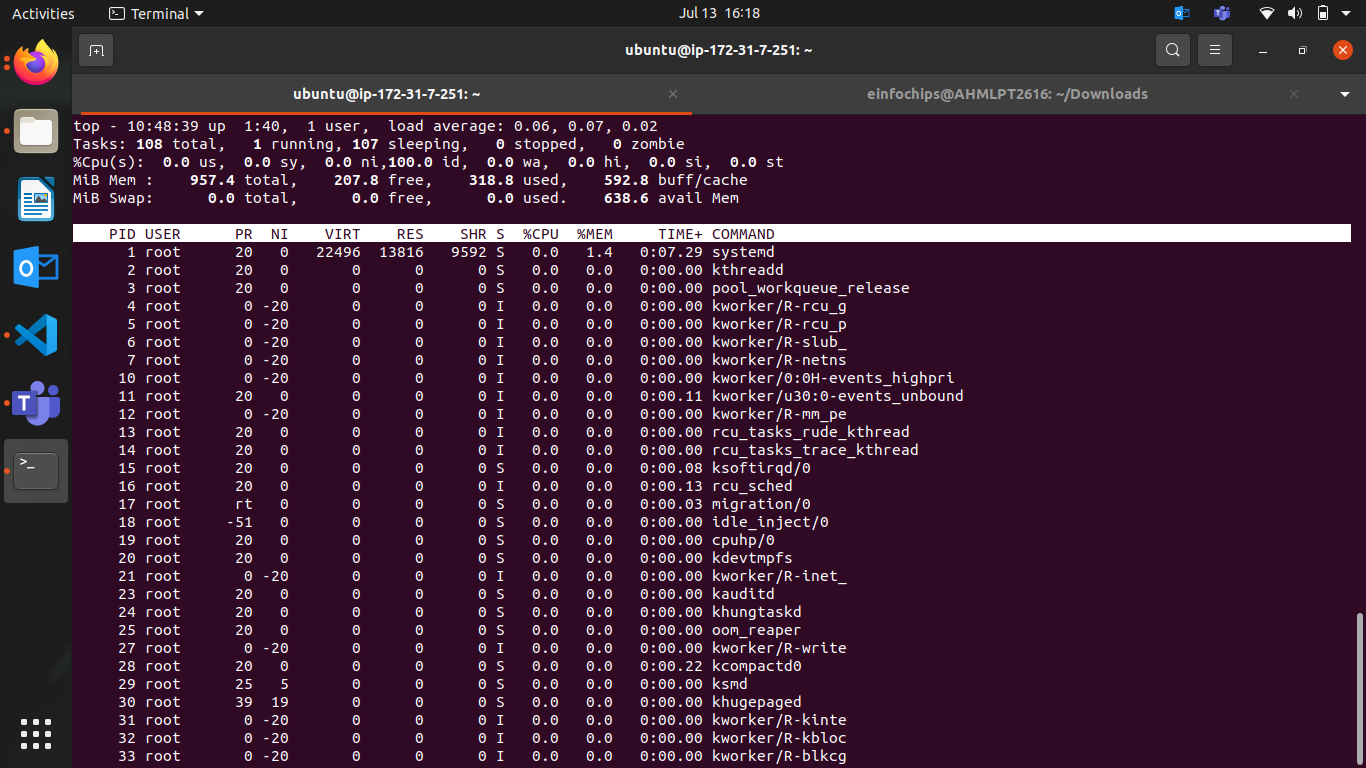 Activities Terminal Jul 13 16:18
ubuntu@ip-172-31-7-251: ~
ubuntu@ip-172-31-7-251: ~ einfochips@AHMLPT2616: ~/Downloads
top - 10:48:39 up  1:40,  1 user,  load average: 0.06, 0.07, 0.02
Tasks: 108 total,   1 running, 107 sleeping,   0 stopped,   0 zombie
%Cpu(s):  0.0 us,  0.0 sy,  0.0 ni,100.0 id,  0.0 wa,  0.0 hi,  0.0 si,  0.0 st
MiB Mem :    957.4 total,    207.8 free,    318.8 used,    592.8 buff/cache
MiB Swap:      0.0 total,      0.0 free,      0.0 used.    638.6 avail Mem
PID USER      PR  NI    VIRT    RES    SHR S  %CPU  %MEM     TIME+ COMMAND
1 root      20   0   22496  13816   9592 S   0.0   1.4   0:07.29 systemd
2 root      20   0       0      0      0 S   0.0   0.0   0:00.00 kthreadd
3 root      20   0       0      0      0 S   0.0   0.0   0:00.00 pool_workqueue_release
4 root       0 -20       0      0      0 I   0.0   0.0   0:00.00 kworker/R-rcu_g
5 root       0 -20       0      0      0 I   0.0   0.0   0:00.00 kworker/R-rcu_p
6 root       0 -20       0      0      0 I   0.0   0.0   0:00.00 kworker/R-slub_
7 root       0 -20       0      0      0 I   0.0   0.0   0:00.00 kworker/R-netns
10 root       0 -20       0      0      0 I   0.0   0.0   0:00.00 kworker/0:0H-events_highpri
11 root      20   0       0      0      0 I   0.0   0.0   0:00.11 kworker/u30:0-events_unbound
12 root       0 -20       0      0      0 I   0.0   0.0   0:00.00 kworker/R-mm_pe
13 root      20   0       0      0      0 I   0.0   0.0   0:00.00 rcu_tasks_rude_kthread
14 root      20   0       0      0      0 I   0.0   0.0   0:00.00 rcu_tasks_trace_kthread
15 root      20   0       0      0      0 S   0.0   0.0   0:00.08 ksoftirqd/0
16 root      20   0       0      0      0 I   0.0   0.0   0:00.13 rcu_sched
17 root      rt   0       0      0      0 S   0.0   0.0   0:00.03 migration/0
18 root     -51   0       0      0      0 S   0.0   0.0   0:00.00 idle_inject/0
19 root      20   0       0      0      0 S   0.0   0.0   0:00.00 cpuhp/0
20 root      20   0       0      0      0 S   0.0   0.0   0:00.00 kdevtmpfs
21 root       0 -20       0      0      0 I   0.0   0.0   0:00.00 kworker/R-inet_
23 root      20   0       0      0      0 S   0.0   0.0   0:00.00 kauditd
24 root      20   0       0      0      0 S   0.0   0.0   0:00.00 khungtaskd
25 root      20   0       0      0      0 S   0.0   0.0   0:00.00 oom_reaper
27 root       0 -20       0      0      0 I   0.0   0.0   0:00.00 kworker/R-write
28 root      20   0       0      0      0 S   0.0   0.0   0:00.22 kcompactd0
29 root      25   5       0      0      0 S   0.0   0.0   0:00.00 ksmd
30 root      39  19       0      0      0 S   0.0   0.0   0:00.00 khugepaged
31 root       0 -20       0      0      0 I   0.0   0.0   0:00.00 kworker/R-kinte
32 root       0 -20       0      0      0 I   0.0   0.0   0:00.00 kworker/R-kbloc
33 root       0 -20       0      0      0 I   0.0   0.0   0:00.00 kworker/R-blkcg